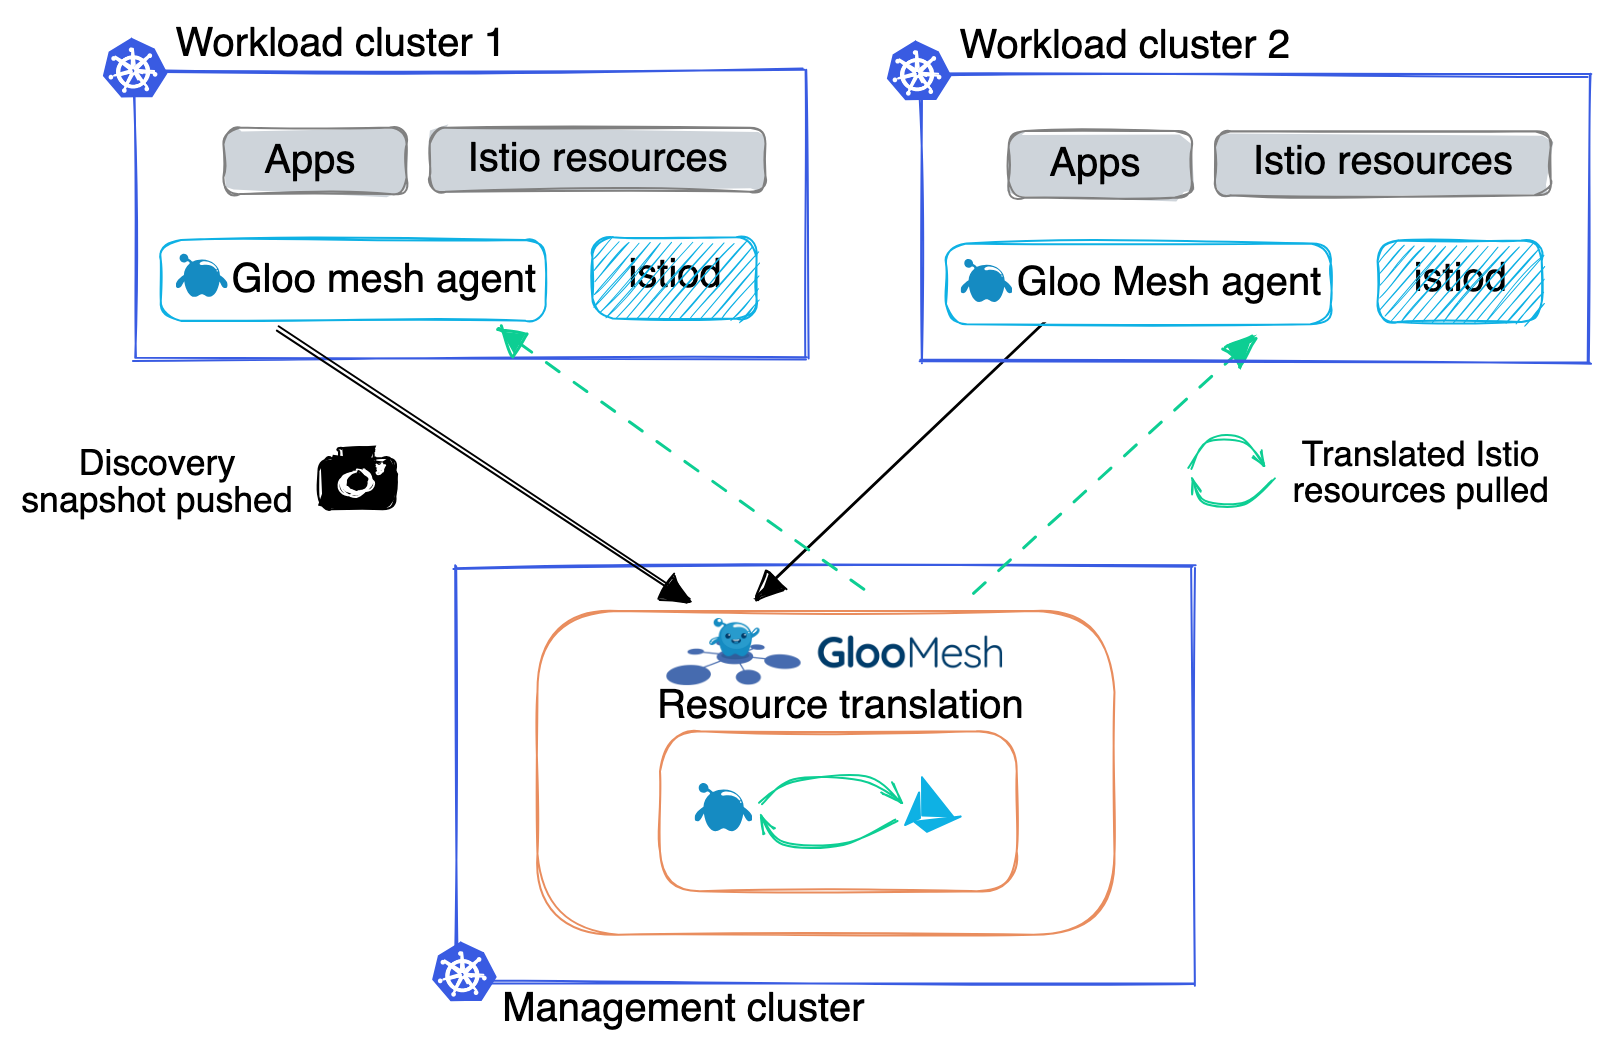 Workload cluster 1
Workload cluster 2
Apps
Istio resources
Apps
Istio resources
Gloo mesh agent
istiod
Gloo Mesh agent
istiod
Discovery
snapshot pushed
Translated Istio
resources pulled
GlooMesh
Resource translation
Management cluster